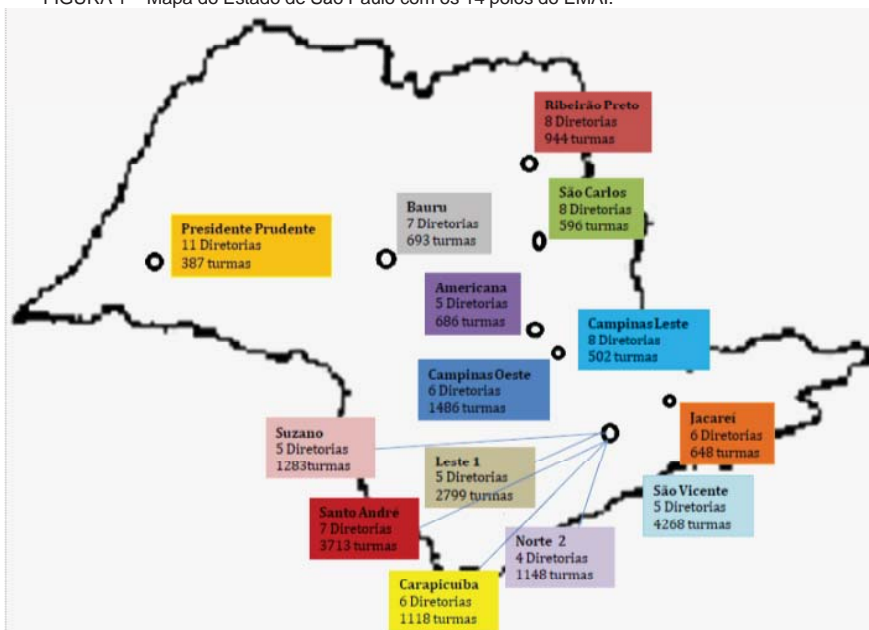 FIGURA 1 – Mapa do Estado de São Paulo com os 14 polos do EMAI.
Ribeirão Preto
8 Diretorias
944 turmas
São Carlos
8 Diretorias
596 turmas
Bauru
7 Diretorias
693 turmas
Presidente Prudente
11 Diretorias
387 turmas
Americana
5 Diretorias
686 turmas
Campinas Leste
8 Diretorias
502 turmas
Campinas Oeste
6 Diretorias
1486 turmas
Jacareí
6 Diretorias
648 turmas
Suzano
5 Diretorias
1283turmas
Leste 1
5 Diretorias
2799 turmas
São Vicente
5 Diretorias
4268 turmas
Santo André
7 Diretorias
3713 turmas
Norte 2
4 Diretorias
1148 turmas
Carapicuíba
6 Diretorias
1118 turmas